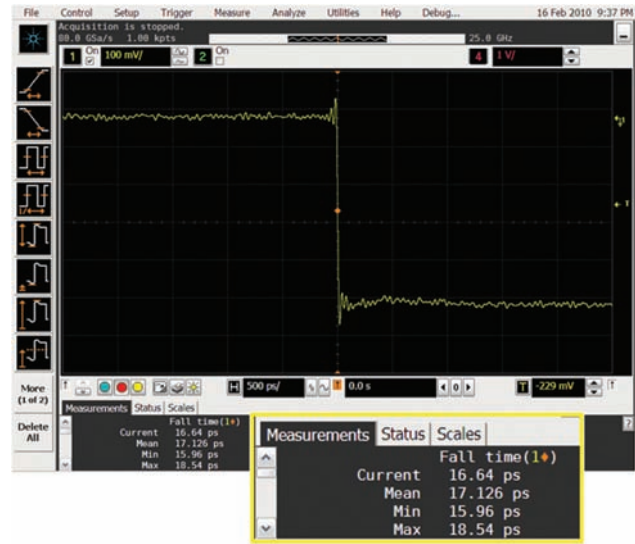 File Control Setup Trigger Measure Analyze Utilities Help Debug... 16 Feb 2010 9:37 PM
Acquisition is stopped.
80.0 GSa/s 1.00 kpts 25.0 GHz
1 On 100 mV/ 2 On 4 1 V/
T
More
(1 of 2)
Delete
All
H 500 ps/ 0.0 s 0 T -229 mV
Measurements Status Scales
Fall time(1♦)
Current 16.64 ps
Mean 17.126 ps
Min 15.96 ps
Max 18.54 ps
Measurements Status Scales
Fall time(1♦)
Current 16.64 ps
Mean 17.126 ps
Min 15.96 ps
Max 18.54 ps